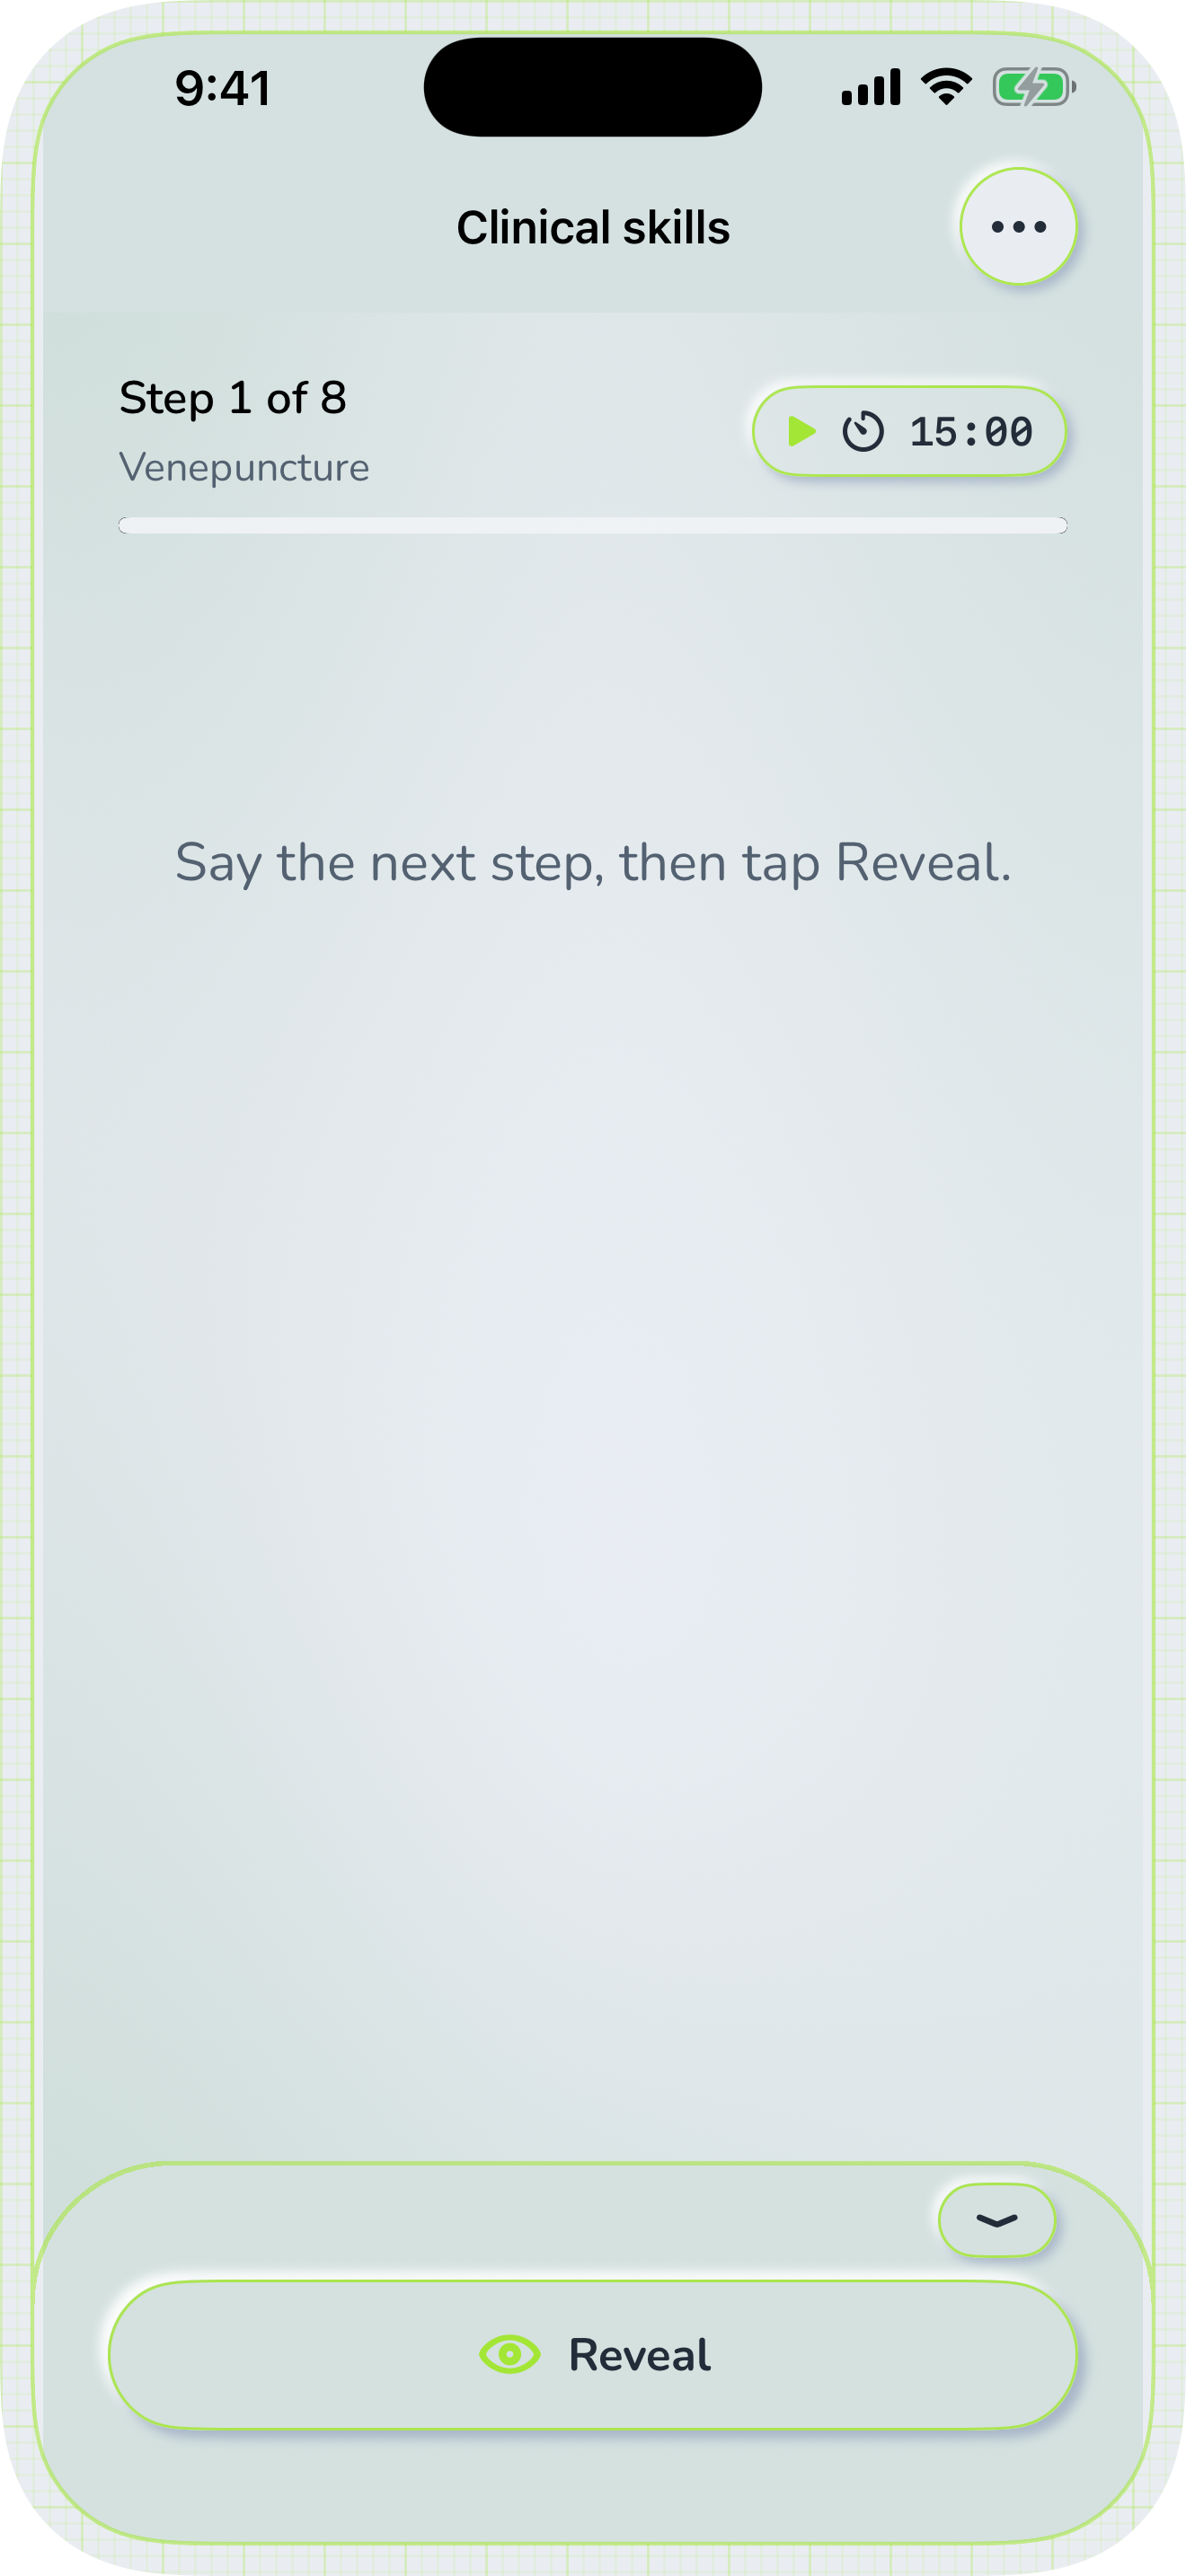 9:41
Clinical skills
Step 1 of 8
Venepuncture
15:00
Say the next step, then tap Reveal.
Reveal